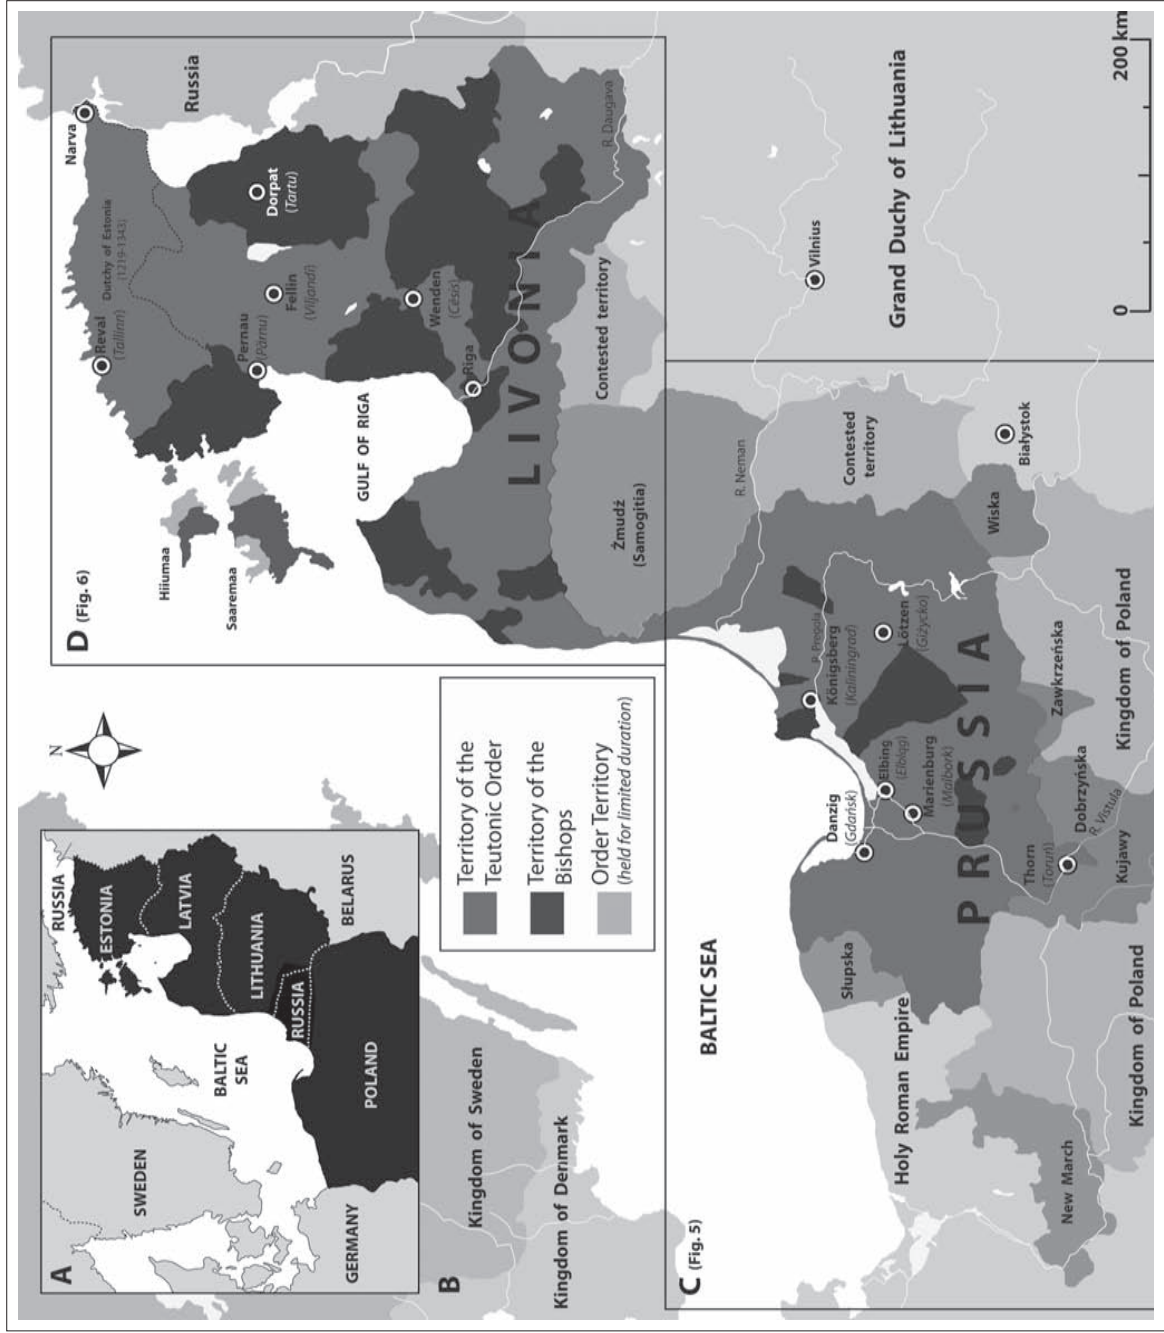 A
SWEDEN
RUSSIA
ESTONIA
LATVIA
BALTIC
SEA
LITHUANIA
RUSSIA
BELARUS
GERMANY
POLAND
N
D (Fig. 6)
Narva
Russia
Reval
(Tallinn)
Dutchy of Estonia
(1219-1343)
Dorpat
(Tartu)
Hiiumaa
Saaremaa
Pernau
(Pärnu)
Fellin
(Viljandi)
GULF OF RIGA
Wenden
(Cēsis)
Riga
LIVONIA
R. Daugava
Contested territory
Żmudź
(Samogitia)
R. Neman
B
Kingdom of Sweden
Kingdom of Denmark
Territory of the
Teutonic Order
Territory of the
Bishops
Order Territory
(held for limited duration)
C (Fig. 5)
BALTIC SEA
Holy Roman Empire
Słupska
Danzig
(Gdańsk)
Elbing
(Elbląg)
Marienburg
(Malbork)
Königsberg
(Kaliningrad)
R. Pregola
Lötzen
(Giżycko)
PRUSSIA
Contested
territory
Wiska
Białystok
Vilnius
Grand Duchy of Lithuania
New March
Thorn
(Toruń)
Dobrzyńska
R. Vistula
Zawkrzeńska
Kujawy
Kingdom of Poland
Kingdom of Poland
0
200 km